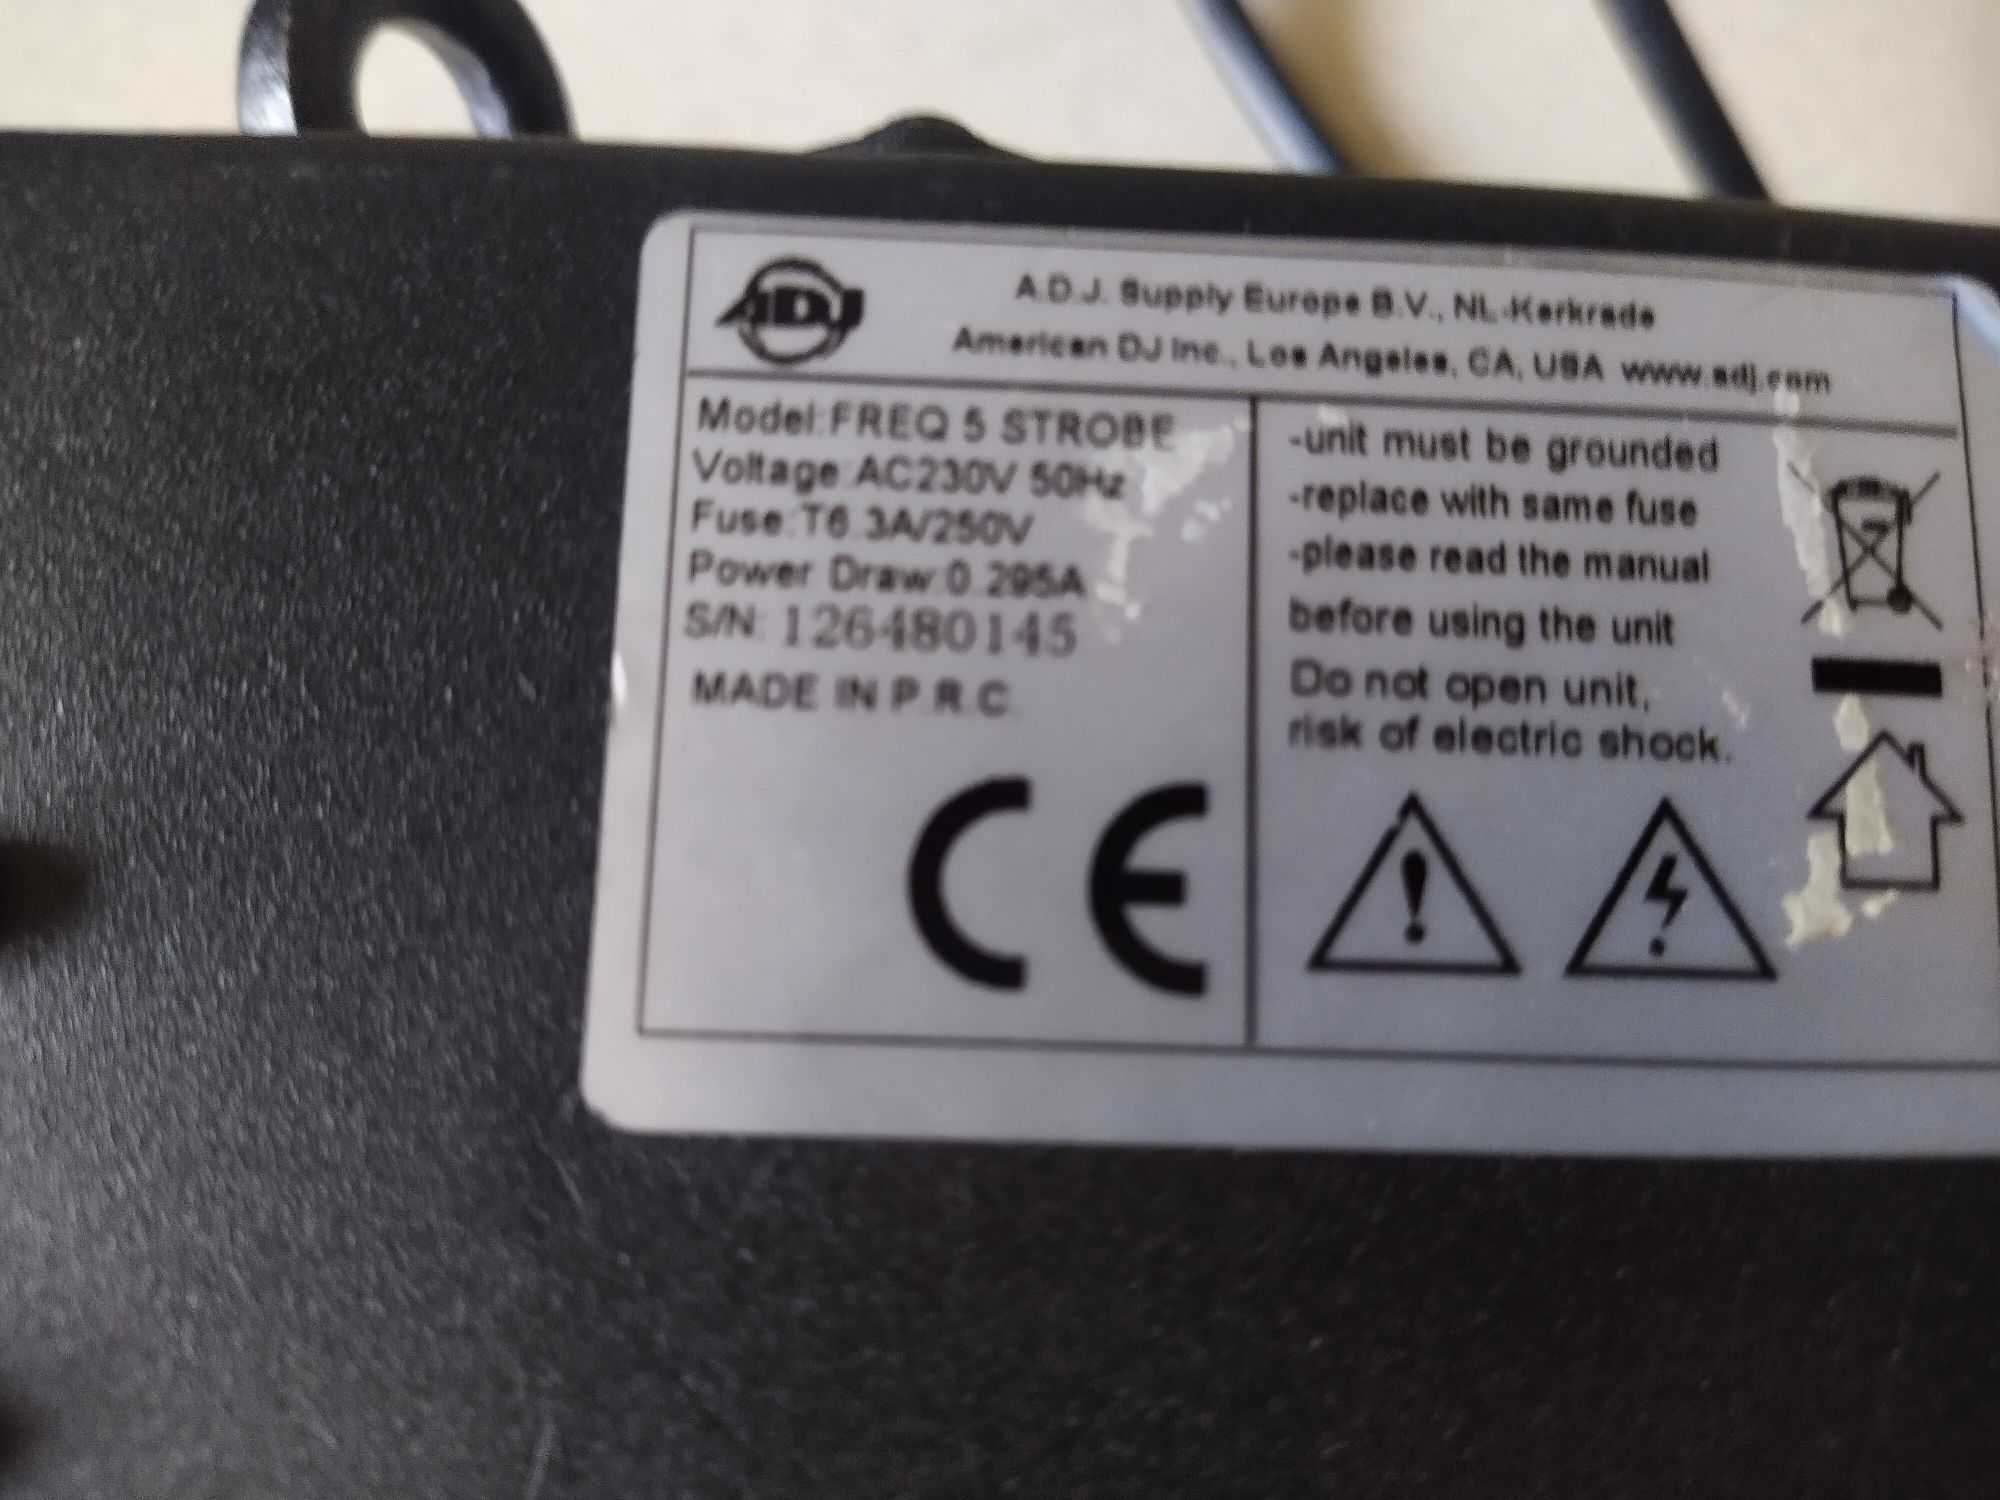 ADJ
A.D.J. Supply Europe B.V., NL-Kerkrade
American DJ Inc., Los Angeles, CA, USA www.adj.com
Model:FREQ 5 STROBE
Voltage:AC230V 50Hz
Fuse:T6.3A/250V
Power Draw:0.295A
S/N: 126480145
MADE IN P.R.C.
CE
-unit must be grounded
-replace with same fuse
-please read the manual
before using the unit
Do not open unit,
risk of electric shock.